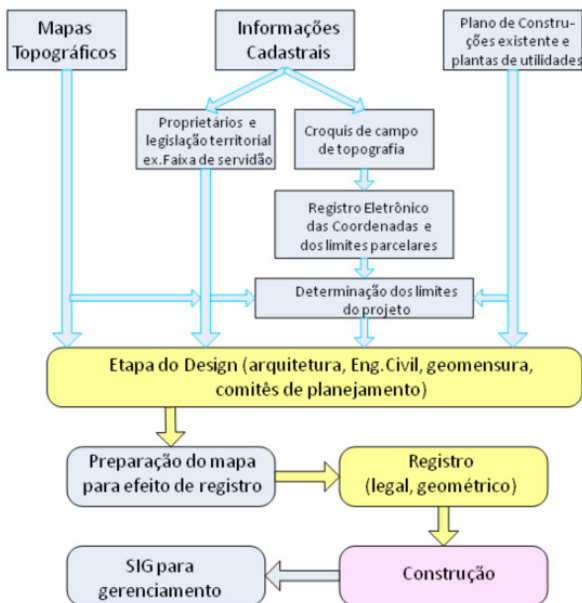 Mapas
Topográficos
Informações
Cadastrais
Plano de Constru-
ções existente e
plantas de utilidades
Proprietários e
legislação territorial
ex.Faixa de servidão
Croquis de campo
de topografia
Registro Eletrônico
das Coordenadas e
dos limites parcelares
Determinação dos limites
do projeto
Etapa do Design (arquitetura, Eng.Civil, geomensura,
comitês de planejamento)
Preparação do mapa
para efeito de registro
Registro
(legal, geométrico)
SIG para
gerenciamento
Construção